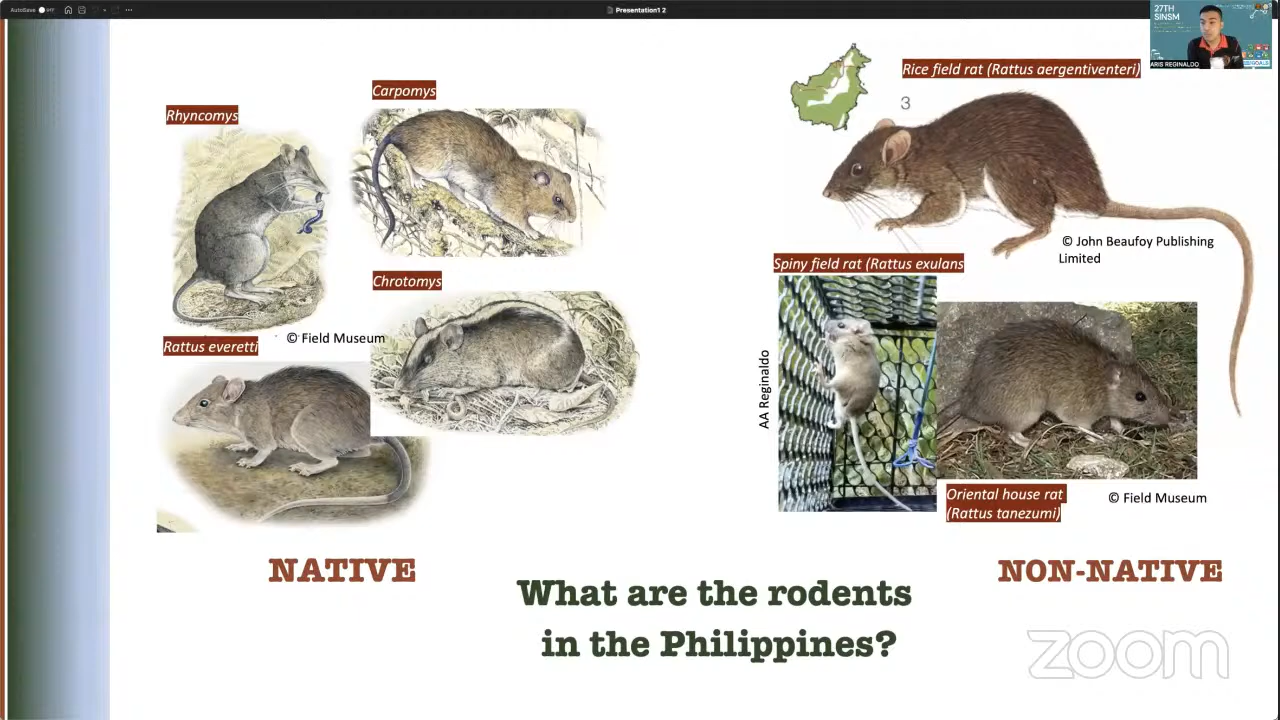 AutoSave OFF
Presentation1 2
27TH
SINSM
ARIS REGINALDO
Rhyncomys
Carpomys
Chrotomys
Rattus everetti
© Field Museum
NATIVE
Rice field rat (Rattus aergentiventeri)
3
© John Beaufoy Publishing
Limited
Spiny field rat (Rattus exulans
AA Reginaldo
Oriental house rat
(Rattus tanezumi)
© Field Museum
NON-NATIVE
What are the rodents
in the Philippines?
zoom